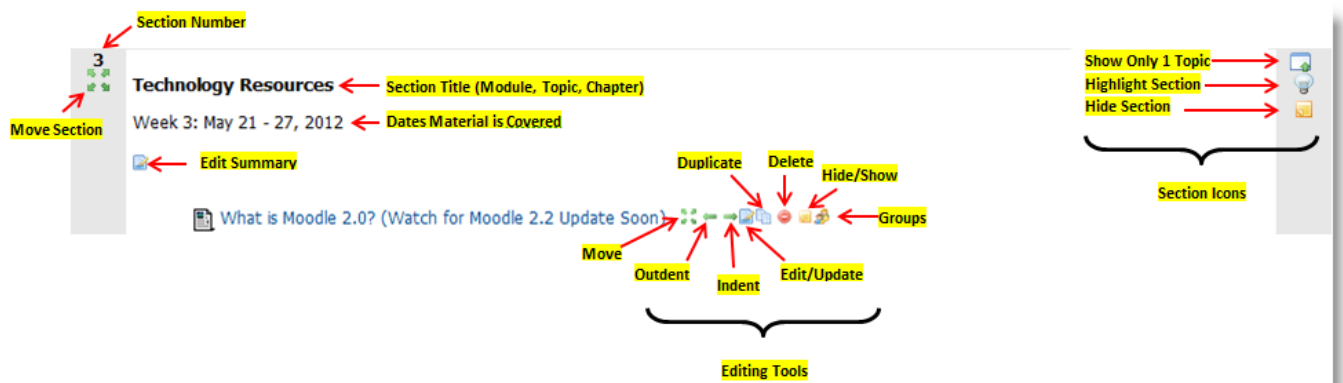 Section Number
3
Show Only 1 Topic
Technology Resources
Section Title (Module, Topic, Chapter)
Highlight Section
Hide Section
Move Section
Week 3: May 21 - 27, 2012
Dates Material is Covered
Edit Summary
Duplicate
Delete
Hide/Show
Section Icons
What is Moodle 2.0? (Watch for Moodle 2.2 Update Soon)
Groups
Move
Outdent
Indent
Edit/Update
Editing Tools